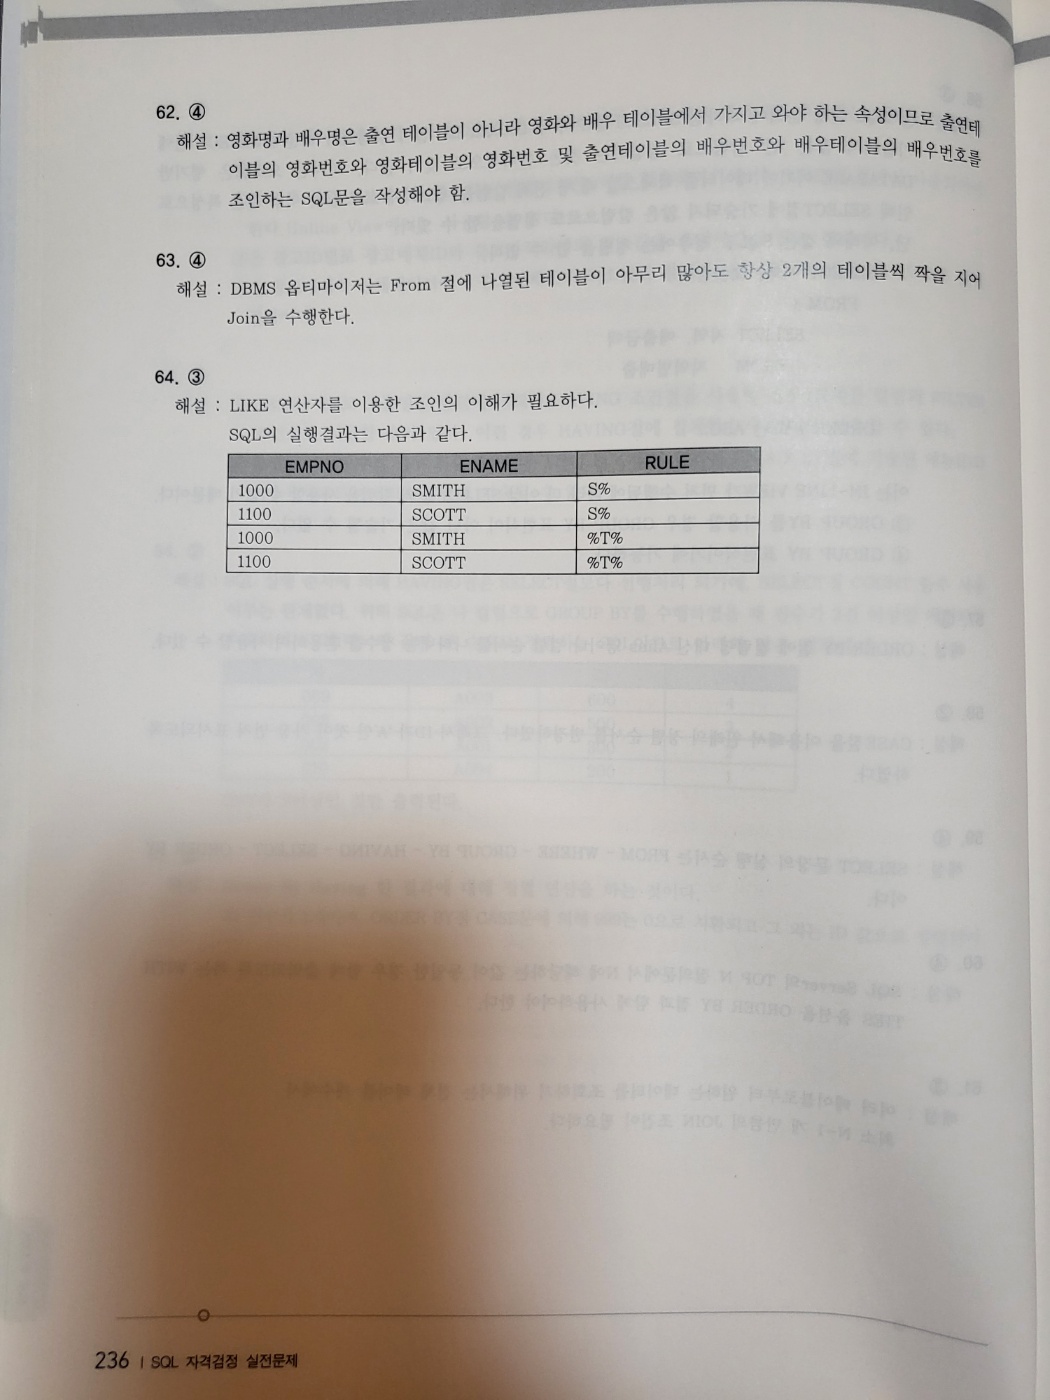 62. ④
해설 : 영화명과 배우명은 출연 테이블이 아니라 영화와 배우 테이블에서 가지고 와야 하는 속성이므로 출연테
이블의 영화번호와 영화테이블의 영화번호 및 출연테이블의 배우번호와 배우테이블의 배우번호를
조인하는 SQL문을 작성해야 함.
63. ④
해설 : DBMS 옵티마이저는 From 절에 나열된 테이블이 아무리 많아도 항상 2개의 테이블씩 짝을 지어
Join을 수행한다.
64. ③
해설 : LIKE 연산자를 이용한 조인의 이해가 필요하다.
SQL의 실행결과는 다음과 같다.
EMPNO ENAME RULE
1000 SMITH S%
1100 SCOTT S%
1000 SMITH %T%
1100 SCOTT %T%
236 | SQL 자격검정 실전문제